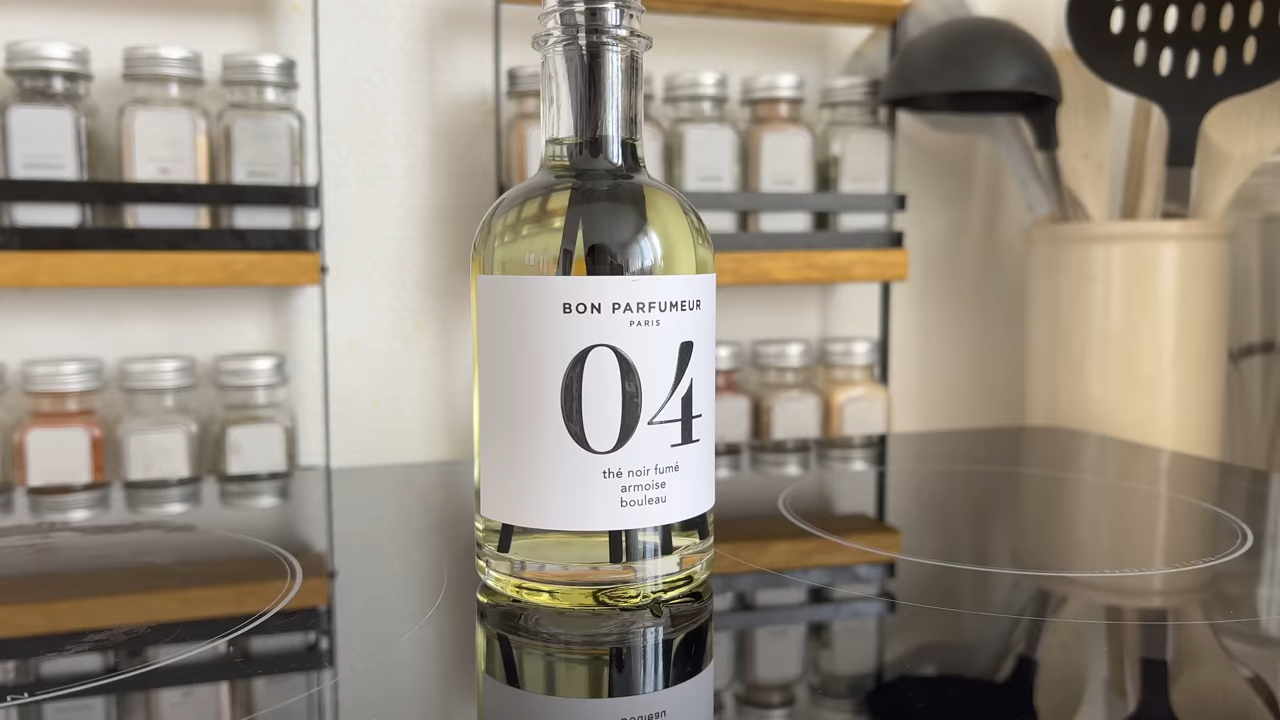 BON PARFUMEUR
PARIS
04
thé noir fumé
armoise
bouleau